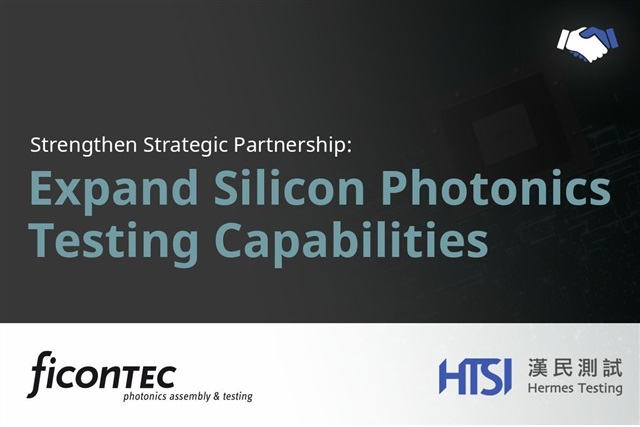 Strengthen Strategic Partnership:
Expand Silicon Photonics
Testing Capabilities
ficonTEC
photonics assembly & testing
HTSI 漢民測試
Hermes Testing